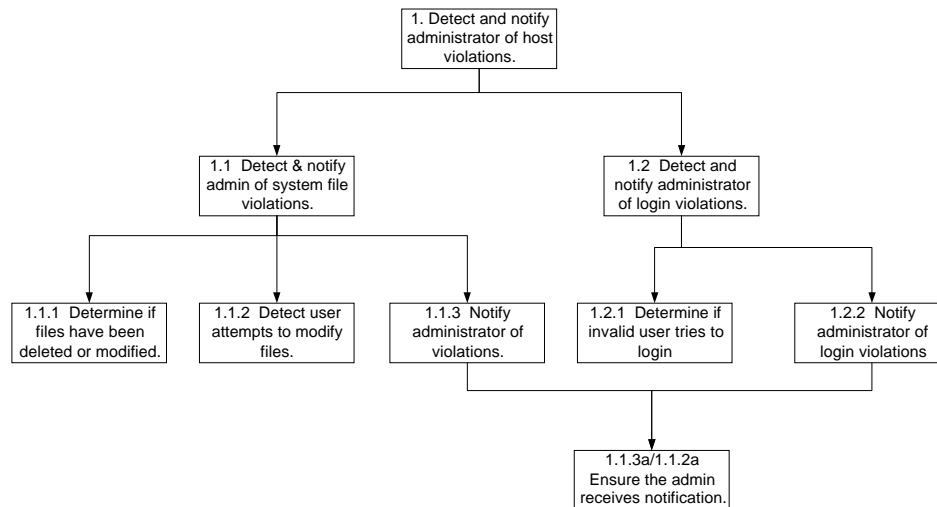 1. Detect and notify
administrator of host
violations.
1.1 Detect & notify
admin of system file
violations.
1.2 Detect and
notify administrator
of login violations.
1.1.1 Determine if
files have been
deleted or modified.
1.1.2 Detect user
attempts to modify
files.
1.1.3 Notify
administrator of
violations.
1.2.1 Determine if
invalid user tries to
login
1.2.2 Notify
administrator of
login violations
1.1.3a/1.1.2a
Ensure the admin
receives notification.